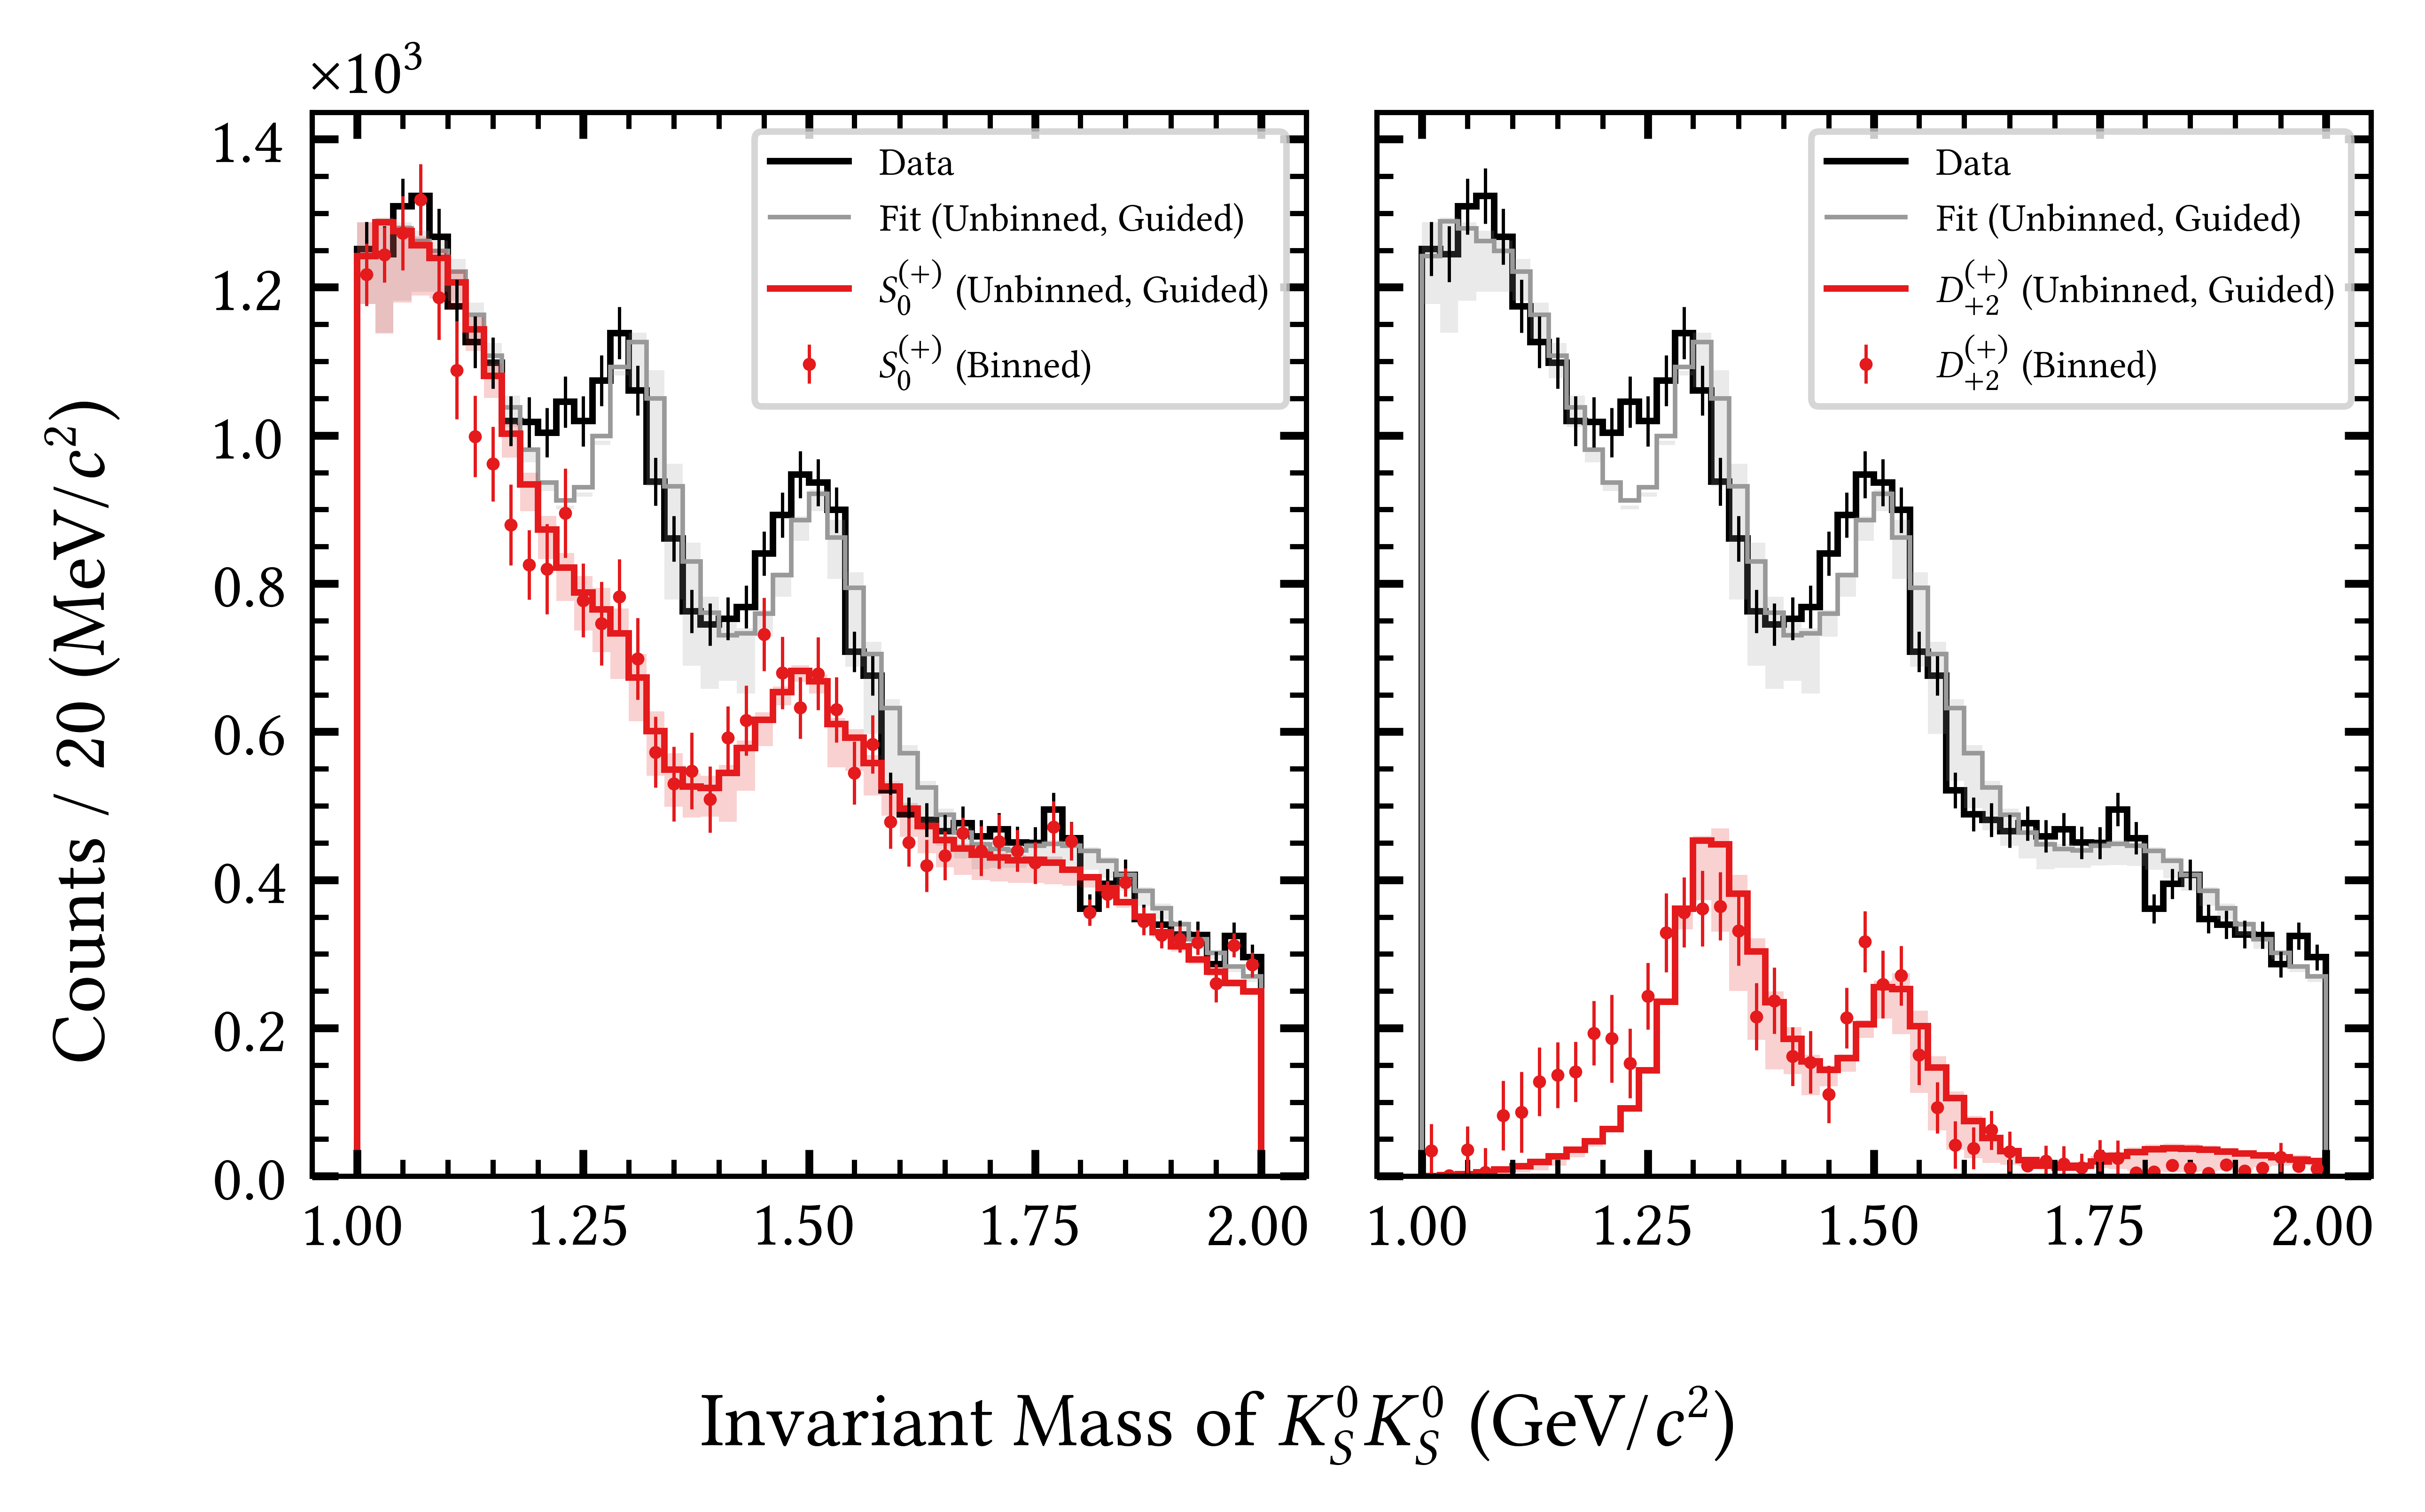 ×10³
1.4
1.2
1.0
0.8
0.6
0.4
0.2
0.0
Counts / 20 (MeV/c²)
Data
Fit (Unbinned, Guided)
S₀⁽⁺⁾ (Unbinned, Guided)
S₀⁽⁺⁾ (Binned)
1.00 1.25 1.50 1.75 2.00
Data
Fit (Unbinned, Guided)
D₊₂⁽⁺⁾ (Unbinned, Guided)
D₊₂⁽⁺⁾ (Binned)
1.00 1.25 1.50 1.75 2.00
Invariant Mass of K_S⁰K_S⁰ (GeV/c²)